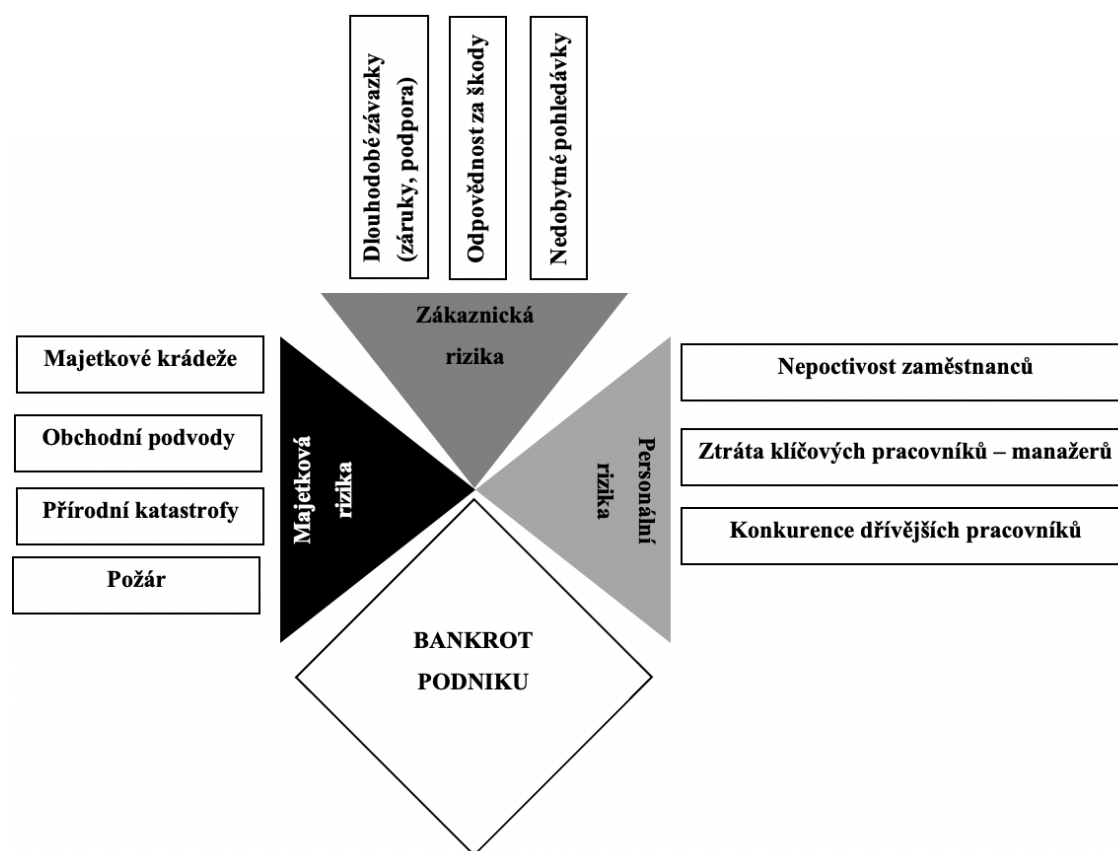 Dlouhodobé závazky
(záruky, podpora)
Odpovědnost za škody
Nedobytné pohledávky
Zákaznická
rizika
Majetkové krádeže
Obchodní podvody
Přírodní katastrofy
Požár
Majetková
rizika
Personální
rizika
Nepoctivost zaměstnanců
Ztráta klíčových pracovníků – manažerů
Konkurence dřívějších pracovníků
BANKROT
PODNIKU